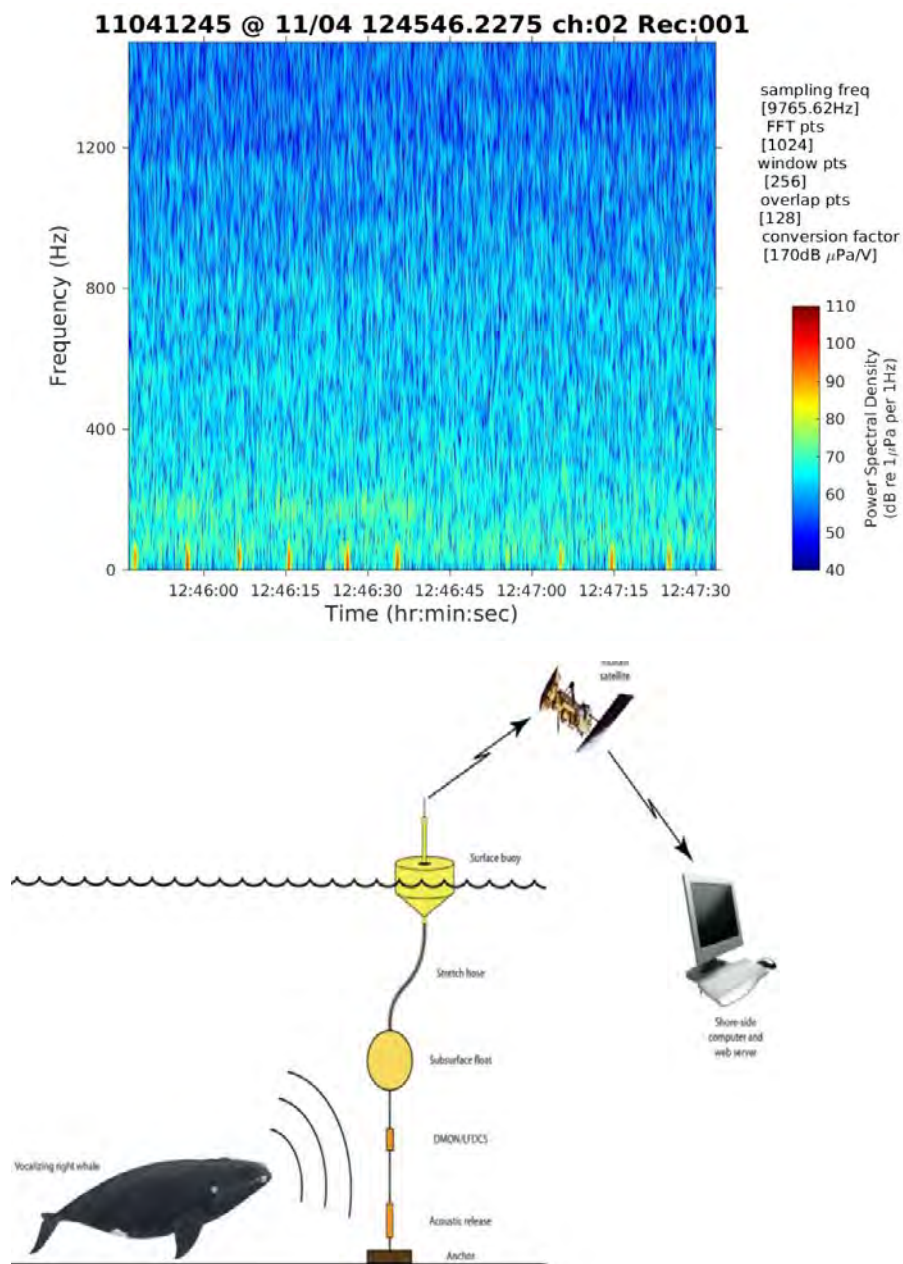 11041245 @ 11/04 124546.2275 ch:02 Rec:001
sampling freq
[9765.62Hz]
FFT pts
[1024]
window pts
[256]
overlap pts
[128]
conversion factor
[170dB µPa/V]
Frequency (Hz)
1200
800
400
0
12:46:00 12:46:15 12:46:30 12:46:45 12:47:00 12:47:15 12:47:30
Time (hr:min:sec)
110
100
90
80
70
60
50
40
Power Spectral Density
(dB re 1µPa per 1Hz)
satellite
Surface buoy
Stretch hose
Shore-side
computer and
web server
Subsurface float
DMON/LFDCS
Vocalizing right whale
Acoustic release
Anchor